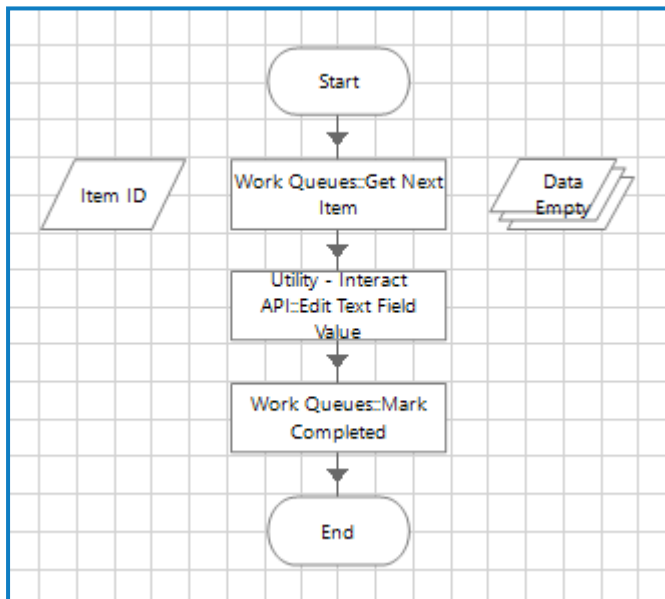 Start
Item ID
Work Queues::Get Next
Item
Data
Empty
Utility - Interact
API::Edit Text Field
Value
Work Queues::Mark
Completed
End